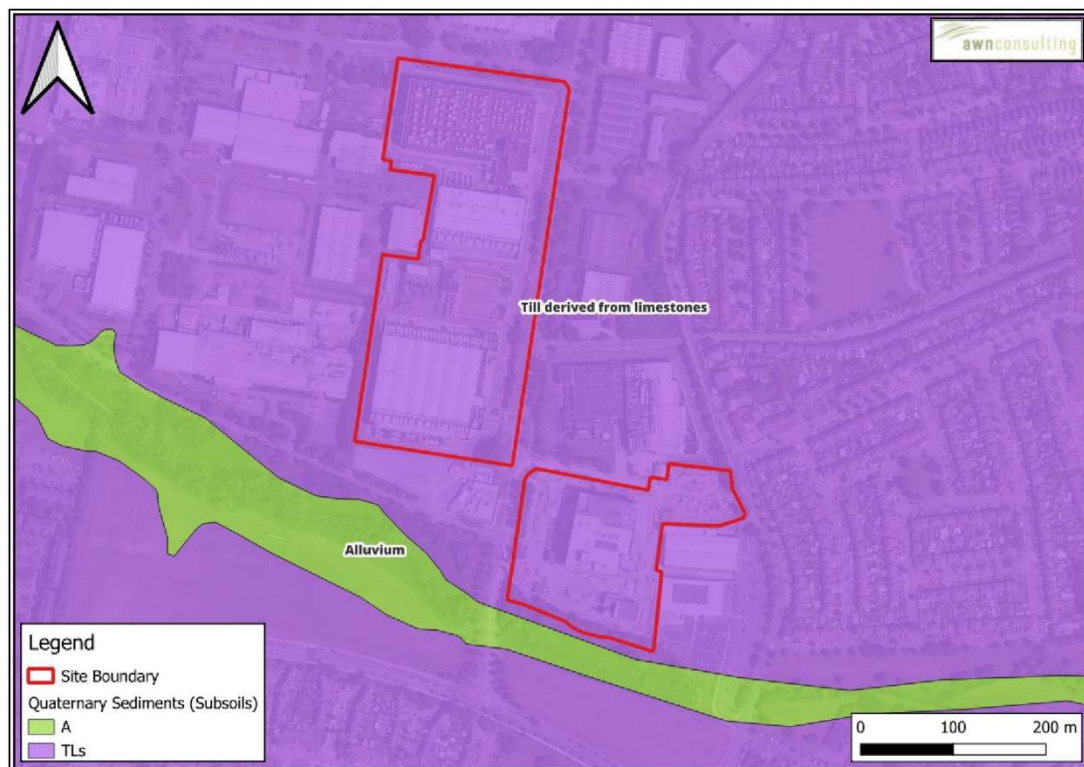 awnconsulting
Till derived from limestones
Alluvium
Legend
Site Boundary
Quaternary Sediments (Subsoils)
A
TLs
0 100 200 m